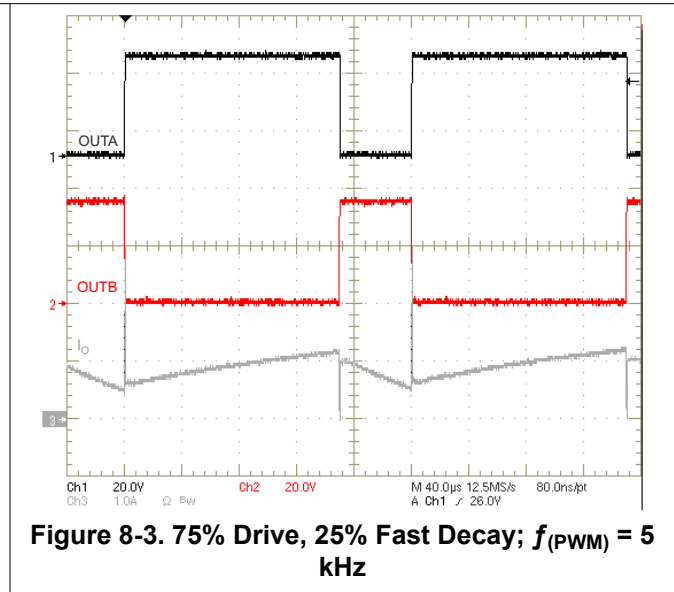 OUTA
1
OUTB
2
IO
3
Ch1 20.0V Ch2 20.0V M 40.0µs 12.5MS/s 80.0ns/pt
Ch3 1.0A Ω BW A Ch1 ⁄ 26.0V
Figure 8-3. 75% Drive, 25% Fast Decay; f(PWM) = 5
kHz